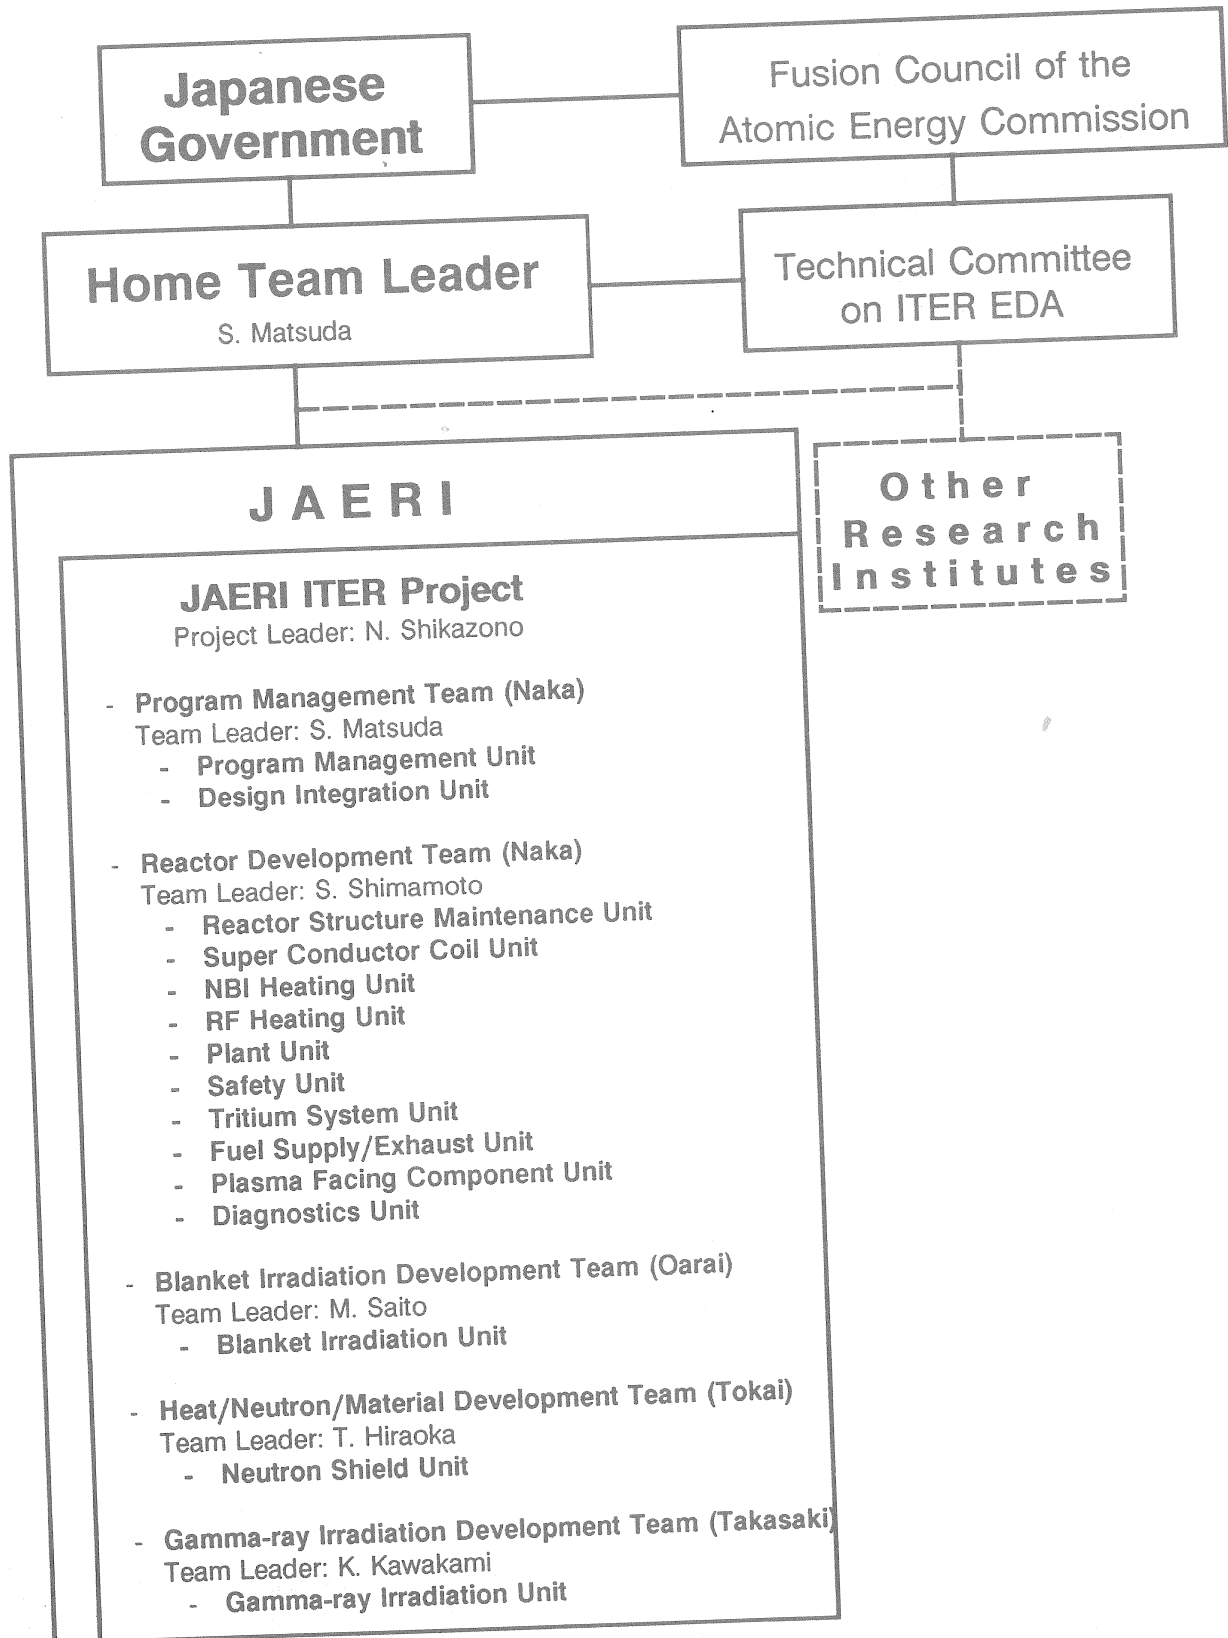 Japanese
Government
Fusion Council of the
Atomic Energy Commission
Home Team Leader
S. Matsuda
Technical Committee
on ITER EDA
JAERI
Other
Research
Institutes
JAERI ITER Project
Project Leader: N. Shikazono
- Program Management Team (Naka)
Team Leader: S. Matsuda
- Program Management Unit
- Design Integration Unit
- Reactor Development Team (Naka)
Team Leader: S. Shimamoto
- Reactor Structure Maintenance Unit
- Super Conductor Coil Unit
- NBI Heating Unit
- RF Heating Unit
- Plant Unit
- Safety Unit
- Tritium System Unit
- Fuel Supply/Exhaust Unit
- Plasma Facing Component Unit
- Diagnostics Unit
- Blanket Irradiation Development Team (Oarai)
Team Leader: M. Saito
- Blanket Irradiation Unit
- Heat/Neutron/Material Development Team (Tokai)
Team Leader: T. Hiraoka
- Neutron Shield Unit
- Gamma-ray Irradiation Development Team (Takasaki)
Team Leader: K. Kawakami
- Gamma-ray Irradiation Unit